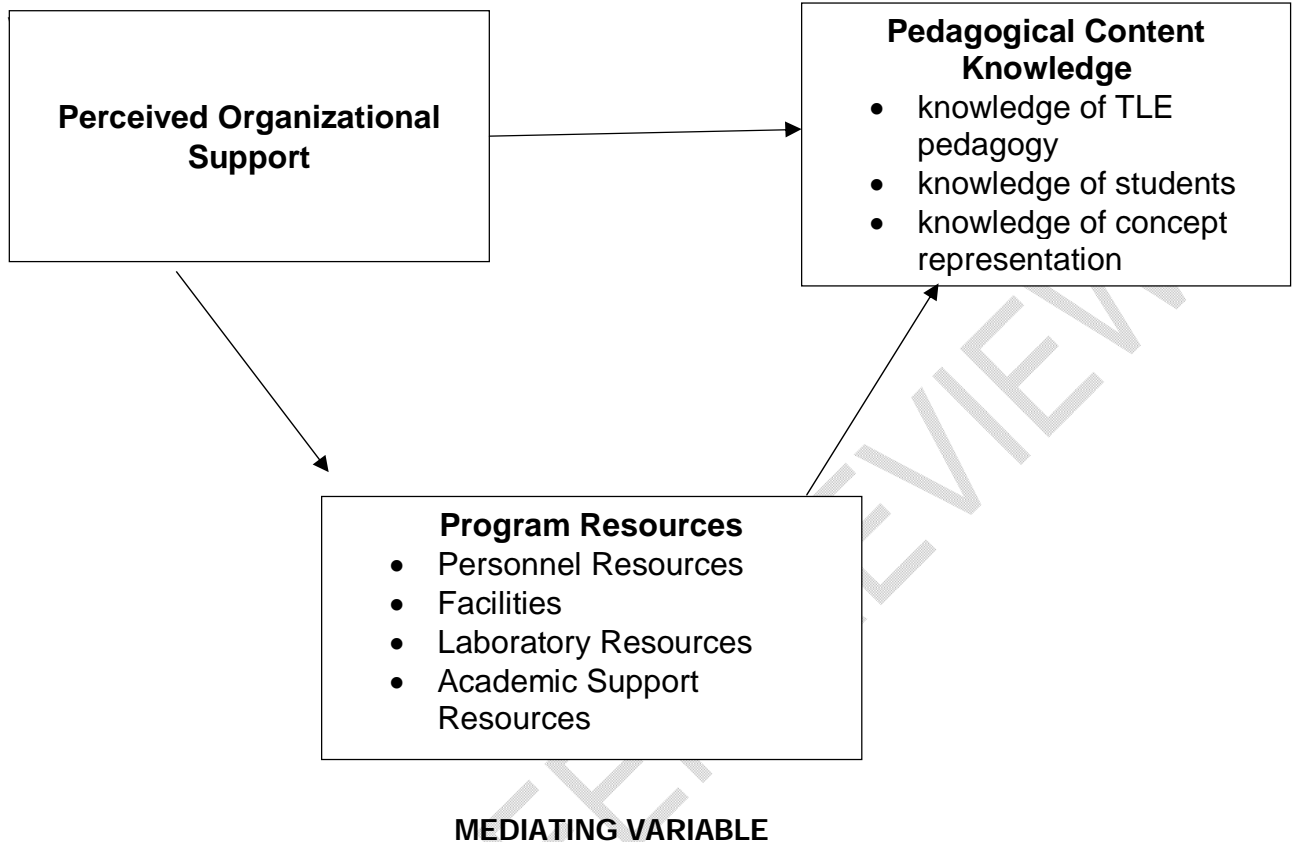 Perceived Organizational
Support
Pedagogical Content
Knowledge
• knowledge of TLE
pedagogy
• knowledge of students
• knowledge of concept
representation
Program Resources
• Personnel Resources
• Facilities
• Laboratory Resources
• Academic Support
Resources
MEDIATING VARIABLE